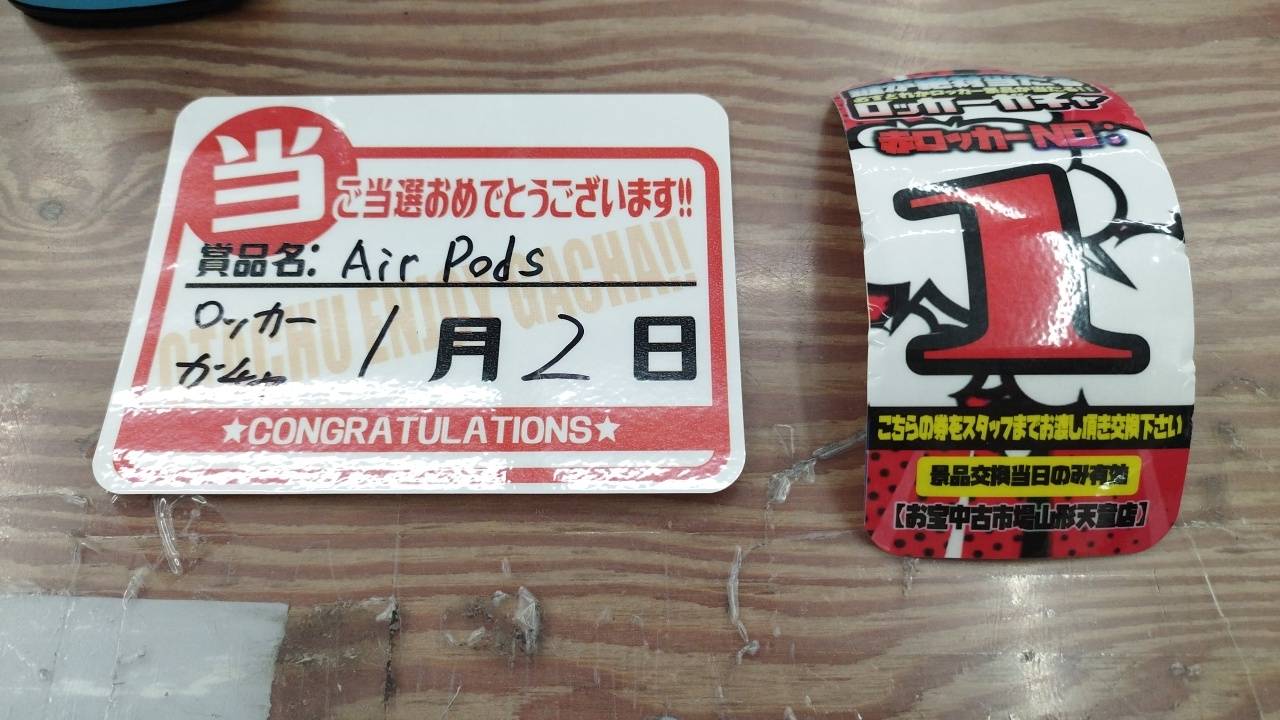 当
ご当選おめでとうございます!!
賞品名: Air Pods
OTACHU ENJOY GACHA!!
ロッカー
ガチャ
1月2日
★CONGRATULATIONS★
ロッカーガチャ
赤ロッカーNO:
1
こちらの券をスタッフまでお渡し頂き交換下さい
景品交換当日のみ有効
【お宝中古市場山形天童店】